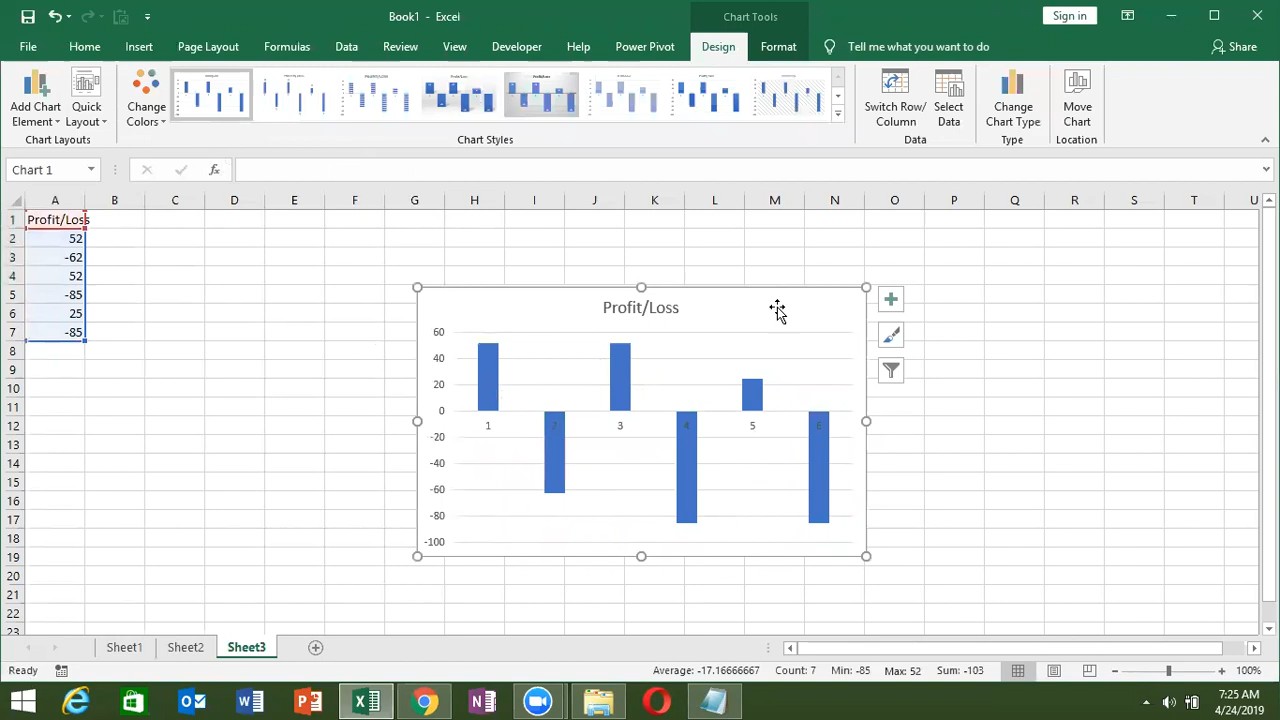 Book1 - Excel
Chart Tools
Sign in
File Home Insert Page Layout Formulas Data Review View Developer Help Power Pivot Design Format Tell me what you want to do Share
Add Chart Element
Quick Layout
Change Colors
Switch Row/ Column
Select Data
Change Chart Type
Move Chart
Chart Layouts Chart Styles Data Type Location
Chart 1 fx
A B C D E F G H I J K L M N O P Q R S T U
1 Profit/Loss
2 52
3 -62
4 52
5 -85
6 25
7 -85
8
9
10
11
12
13
14
15
16
17
18
19
20
21
22
23
Profit/Loss
60
40
20
0
1 2 3 4 5 6
-20
-40
-60
-80
-100
Sheet1 Sheet2 Sheet3
Ready Average: -17.16666667 Count: 7 Min: -85 Max: 52 Sum: -103 100%
7:25 AM
4/24/2019